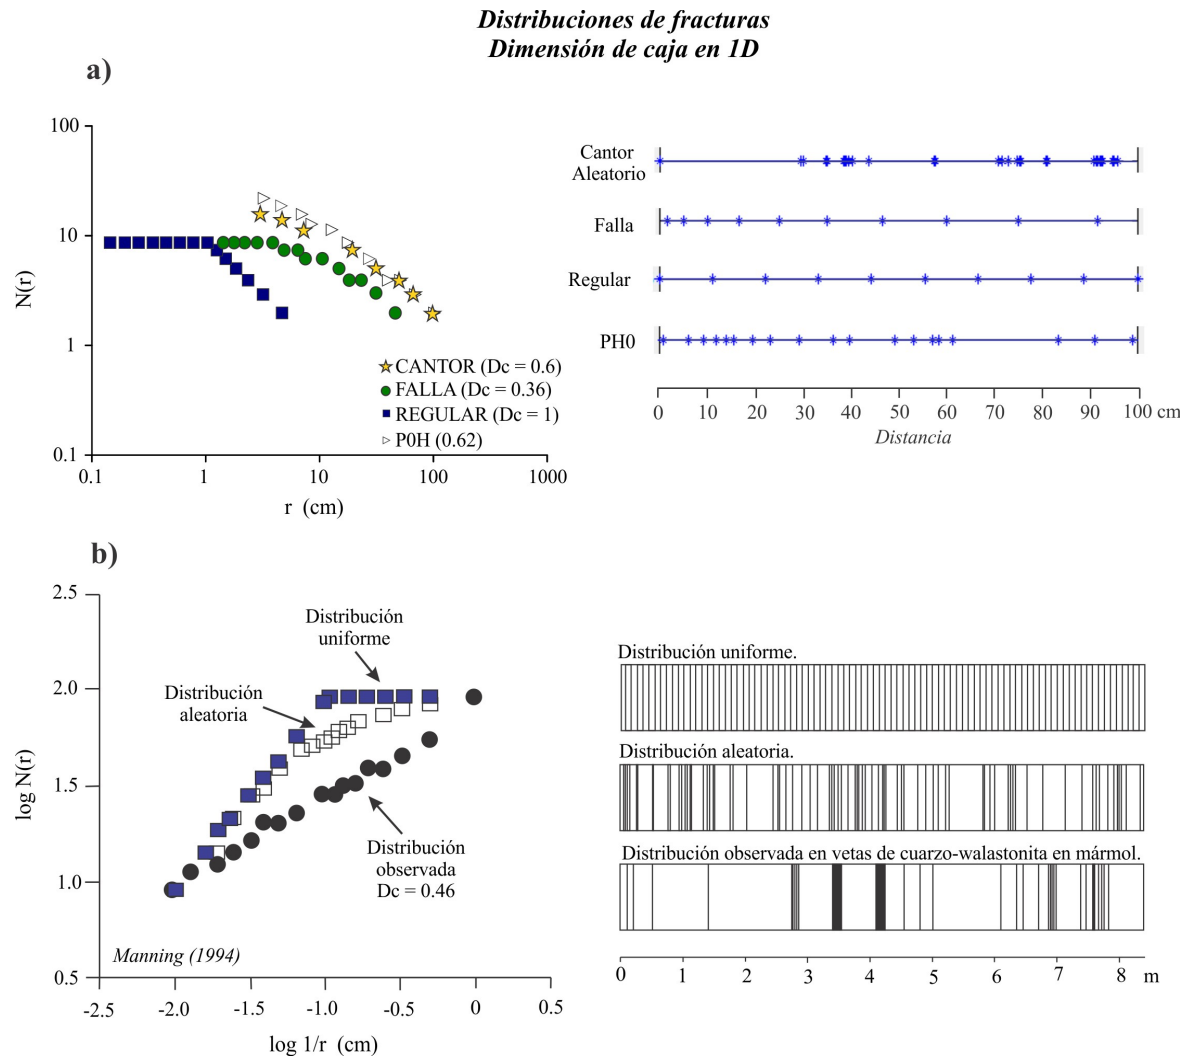 Distribuciones de fracturas
Dimensión de caja en 1D
a)
100
10
1
0.1
N(r)
0.1
1
10
100
1000
r (cm)
CANTOR (Dc = 0.6)
FALLA (Dc = 0.36)
REGULAR (Dc = 1)
P0H (0.62)
Cantor
Aleatorio
Falla
Regular
PH0
0 10 20 30 40 50 60 70 80 90 100 cm
Distancia
b)
2.5
2.0
1.5
1.0
0.5
log N(r)
Distribución
uniforme
Distribución
aleatoria
Distribución
observada
Dc = 0.46
Manning (1994)
-2.5 -2.0 -1.5 -1.0 -0.5 0 0.5
log 1/r (cm)
Distribución uniforme.
Distribución aleatoria.
Distribución observada en vetas de cuarzo-walastonita en mármol.
0 1 2 3 4 5 6 7 8 m